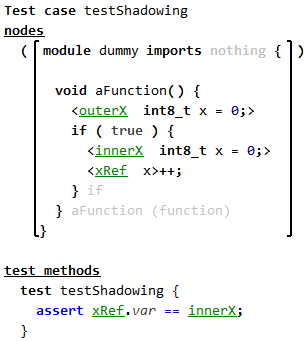 Test case testShadowing
nodes
( module dummy imports nothing { )
void aFunction() {
<outerX int8_t x = 0;>
if ( true ) {
<innerX int8_t x = 0;>
<xRef x>++;
} if
} aFunction (function)
}
test methods
test testShadowing {
assert xRef.var == innerX;
}